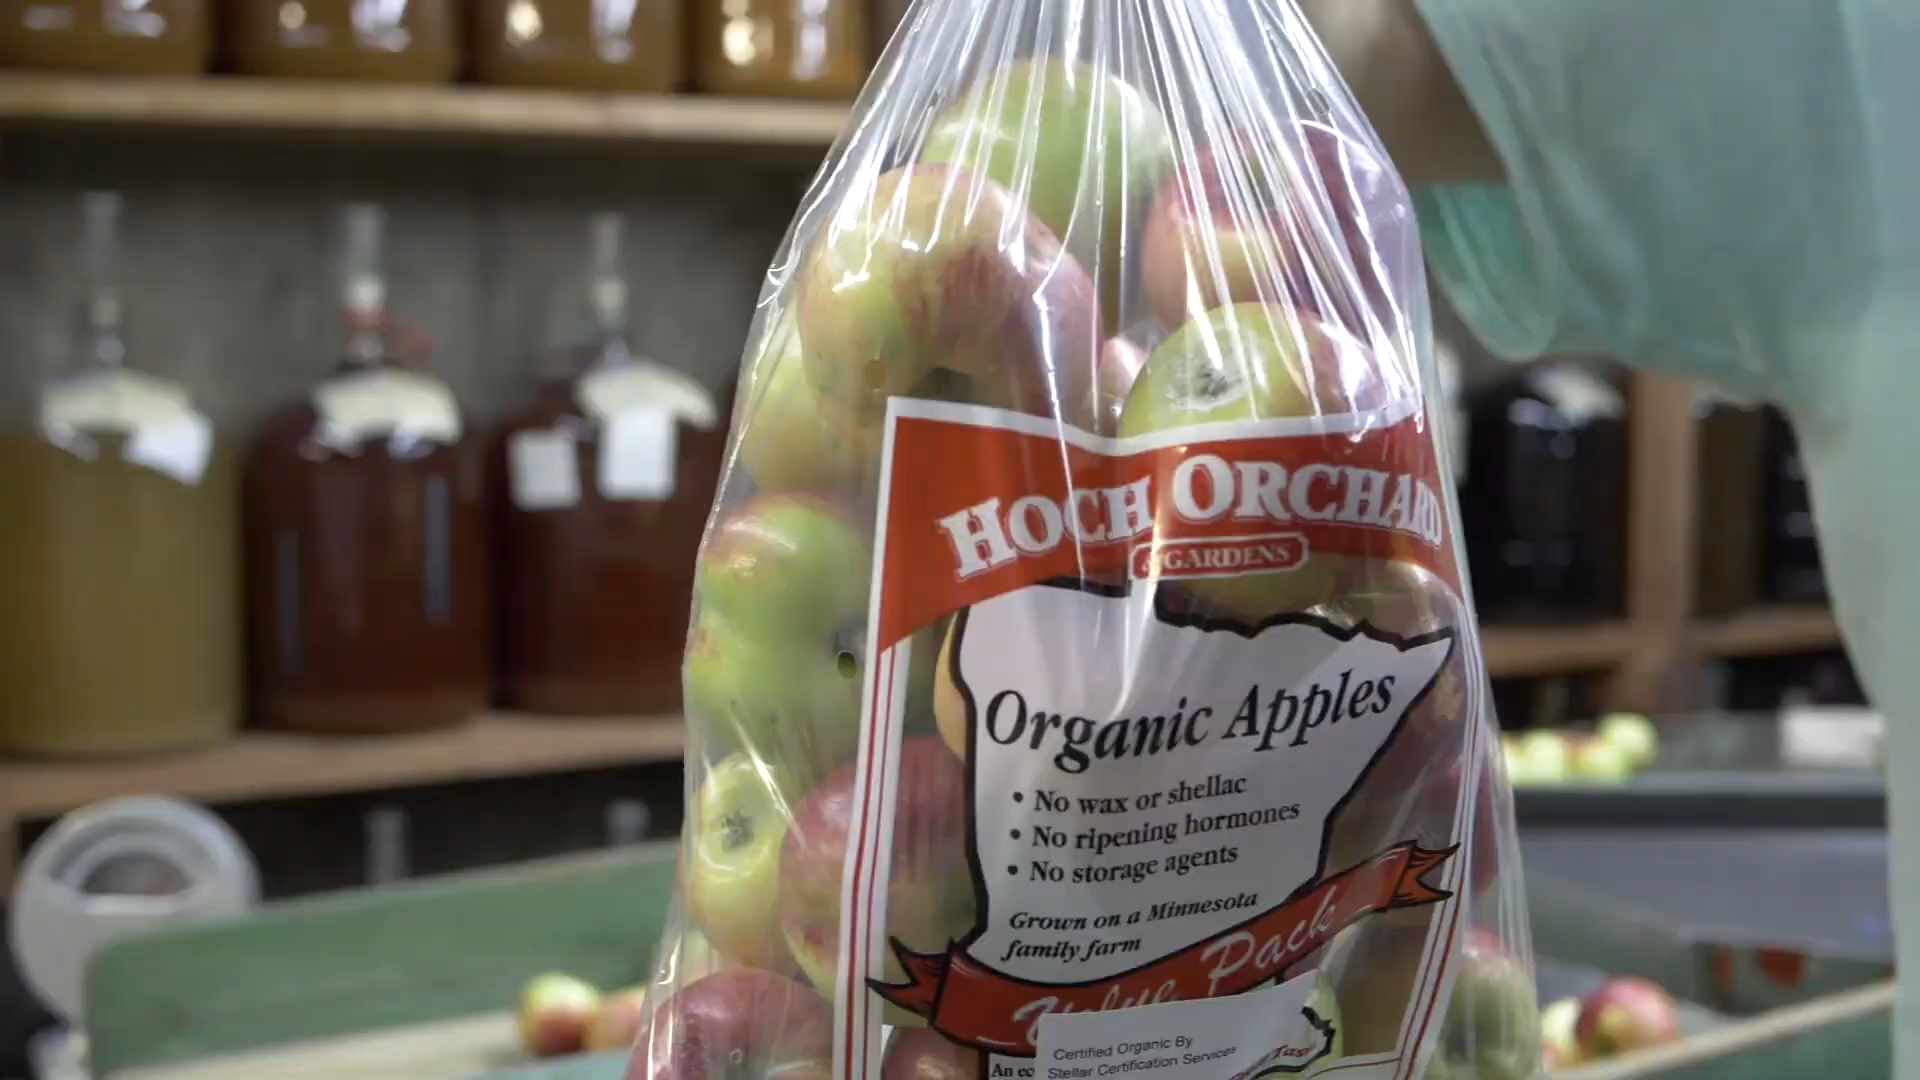 HOCH ORCHARD
& GARDENS
Organic Apples
• No wax or shellac
• No ripening hormones
• No storage agents
Grown on a Minnesota
family farm
Value Pack
Certified Organic By
Stellar Certification Services
An